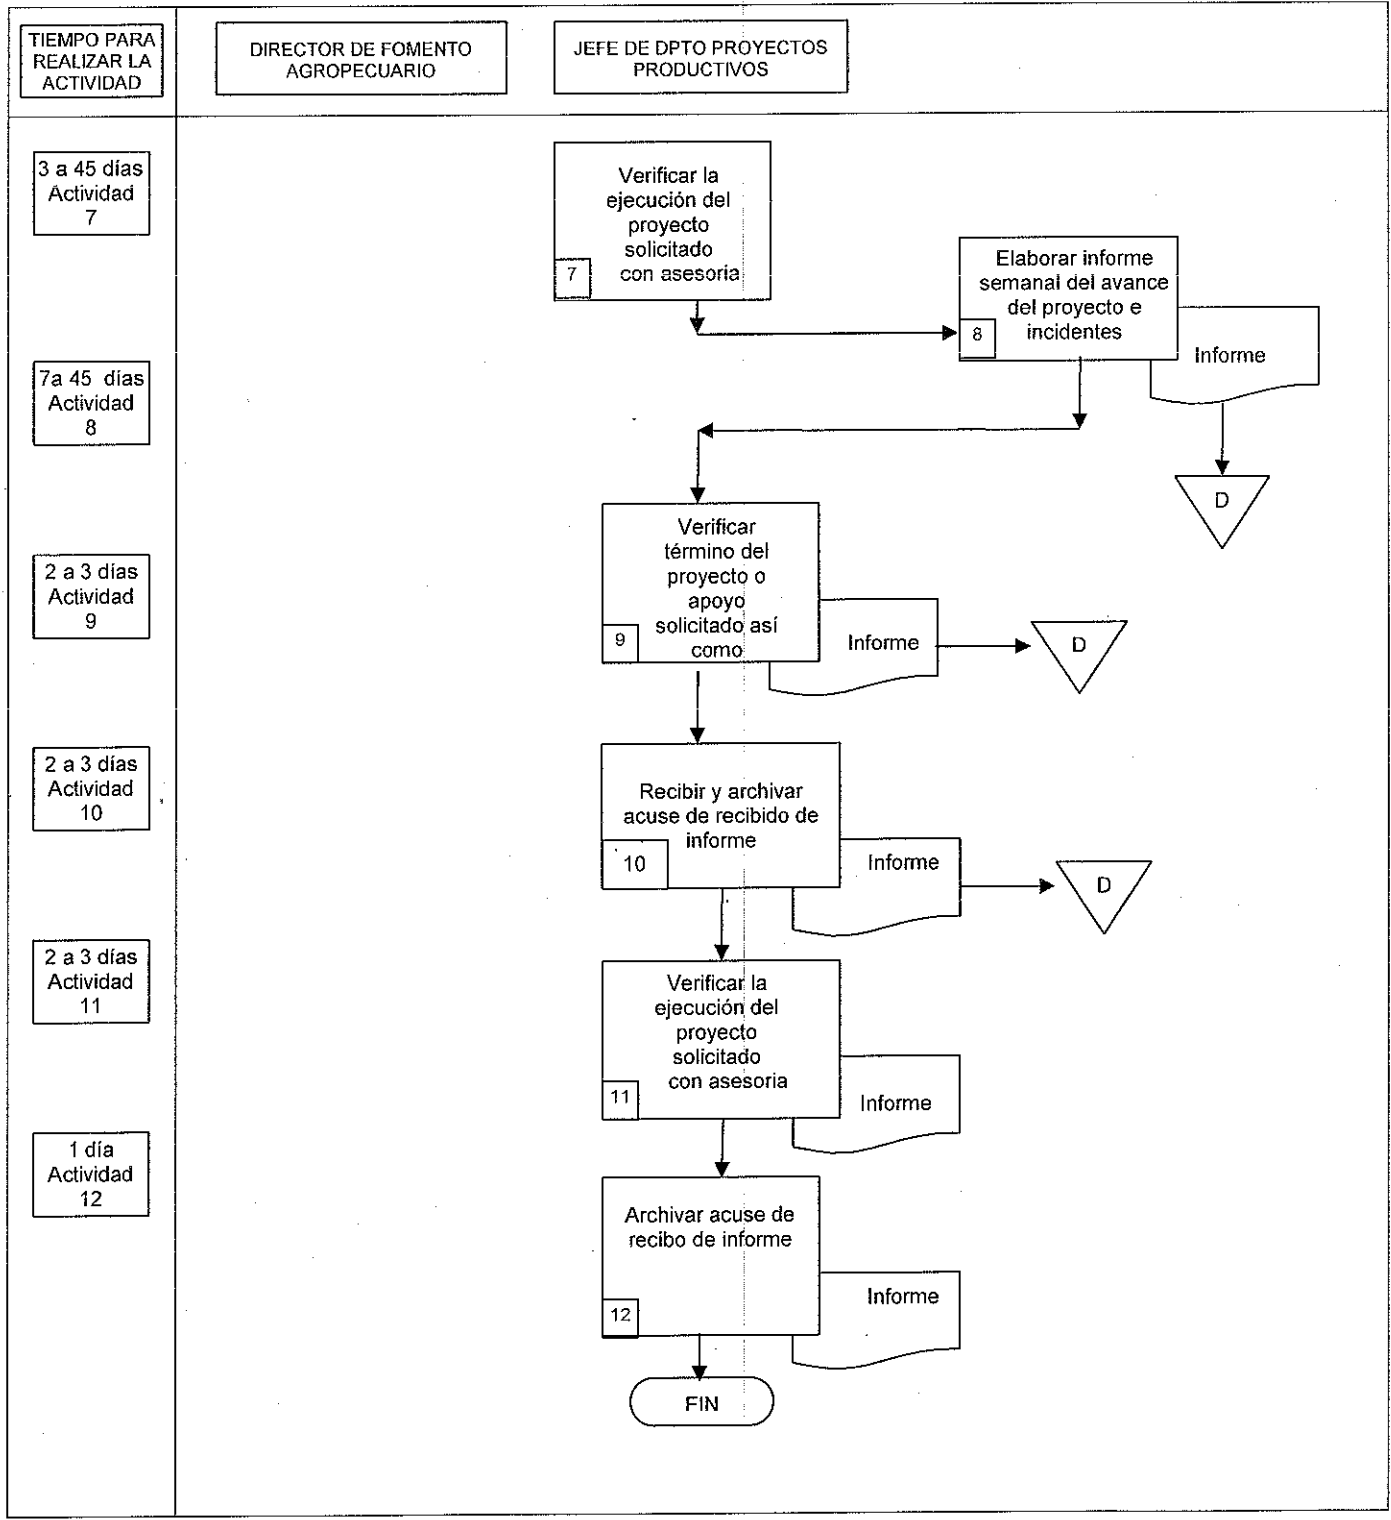 TIEMPO PARA
REALIZAR LA
ACTIVIDAD
DIRECTOR DE FOMENTO
AGROPECUARIO
JEFE DE DPTO PROYECTOS
PRODUCTIVOS
3 a 45 días
Actividad
7
Verificar la
ejecución del
proyecto
solicitado
con asesoria
7
Elaborar informe
semanal del avance
del proyecto e
incidentes
8
Informe
7a 45 días
Actividad
8
D
Verificar
término del
proyecto o
apoyo
solicitado así
como
9
Informe
D
2 a 3 días
Actividad
9
2 a 3 días
Actividad
10
Recibir y archivar
acuse de recibido de
informe
10
Informe
D
2 a 3 días
Actividad
11
Verificar la
ejecución del
proyecto
solicitado
con asesoria
11
Informe
1 día
Actividad
12
Archivar acuse de
recibo de informe
12
Informe
FIN